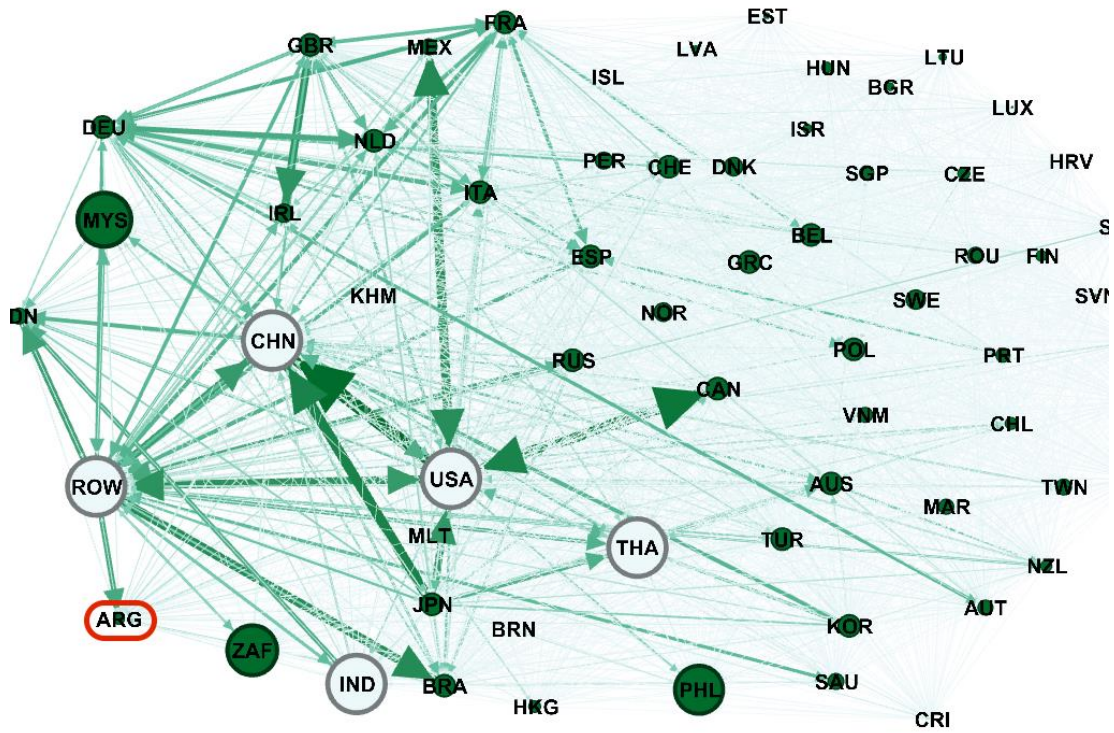 EST
FRA
GBR
MEX
LVA
LTU
HUN
ISL
BGR
LUX
DEU
ISR
NLD
PER
CHE
DNK
SGP
CZE
HRV
ITA
MYS
IRL
BEL
S
ESP
GRC
ROU
FIN
KHM
SVN
SWE
NOR
DN
CHN
POL
PRT
RUS
CAN
VNM
CHL
USA
ROW
AUS
TWN
MAR
MLT
TUR
THA
NZL
JPN
AUT
ARG
BRN
KOR
ZAF
SAU
IND
BRA
PHL
HKG
CRI